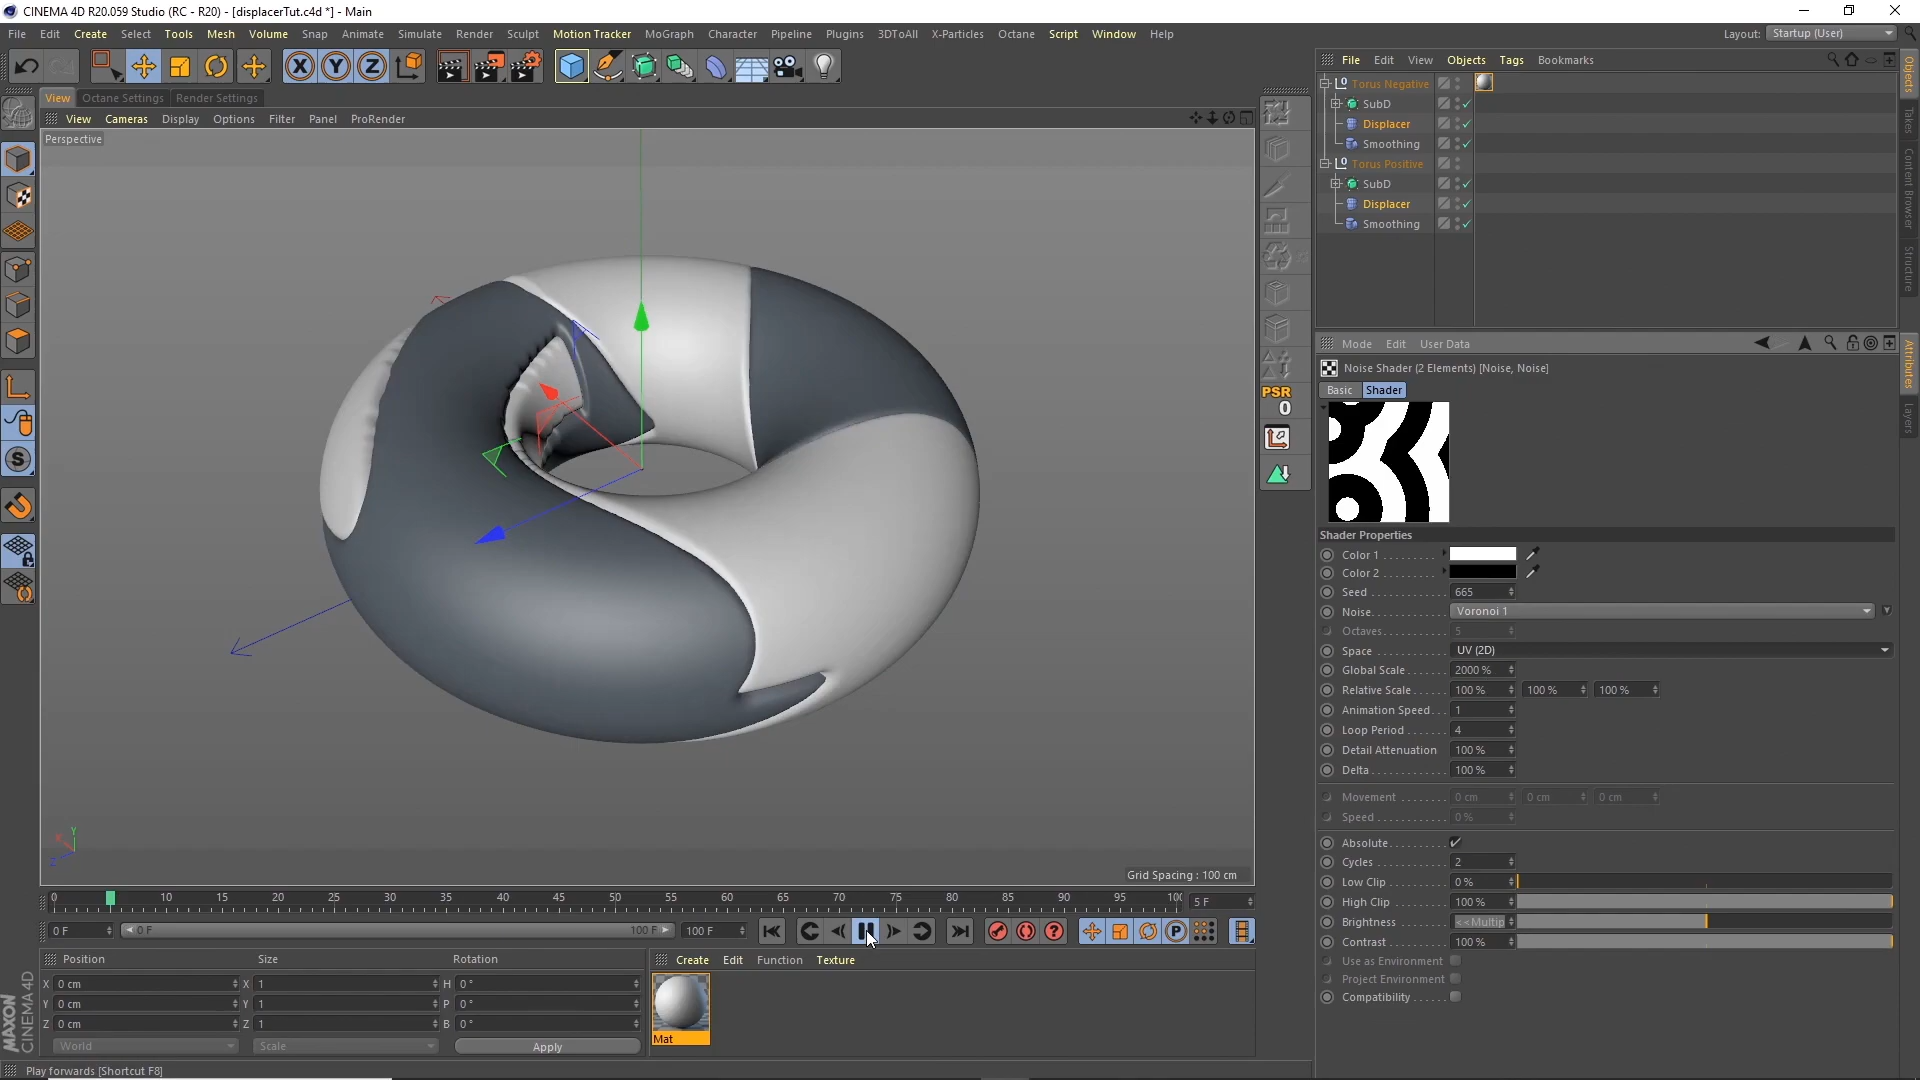 CINEMA 4D R20.059 Studio (RC - R20) - [displacerTut.c4d *] - Main
File Edit Create Select Tools Mesh Volume Snap Animate Simulate Render Sculpt Motion Tracker MoGraph Character Pipeline Plugins 3DToAll X-Particles Octane Script Window Help
Layout: Startup (User)
X Y Z
File Edit View Objects Tags Bookmarks
View Octane Settings Render Settings
View Cameras Display Options Filter Panel ProRender
Perspective
Torus Negative
SubD
Displacer
Smoothing
Torus Positive
SubD
Displacer
Smoothing
Objects
Takes
Content Browser
Structure
Attributes
Layers
PSR
0
S
Mode Edit User Data
Noise Shader (2 Elements) [Noise, Noise]
Basic Shader
Shader Properties
Color 1
Color 2
Seed 665
Noise Voronoi 1
Octaves 5
Space UV (2D)
Global Scale 2000 %
Relative Scale 100 % 100 % 100 %
Animation Speed 1
Loop Period 4
Detail Attenuation 100 %
Delta 100 %
Movement 0 cm 0 cm 0 cm
Speed 0 %
Absolute
Cycles 2
Low Clip 0 %
High Clip 100 %
Brightness <<Multip
Contrast 100 %
Use as Environment
Project Environment
Compatibility
Y
X
Z
Grid Spacing : 100 cm
0 10 15 20 25 30 35 40 45 50 55 60 65 70 75 80 85 90 95 10
5 F
0 F 0 F 100 F 100 F
P
Position Size Rotation
X 0 cm X 1 H 0 °
Y 0 cm Y 1 P 0 °
Z 0 cm Z 1 B 0 °
World Scale Apply
Create Edit Function Texture
Mat
MAXON
CINEMA 4D
Play forwards [Shortcut F8]